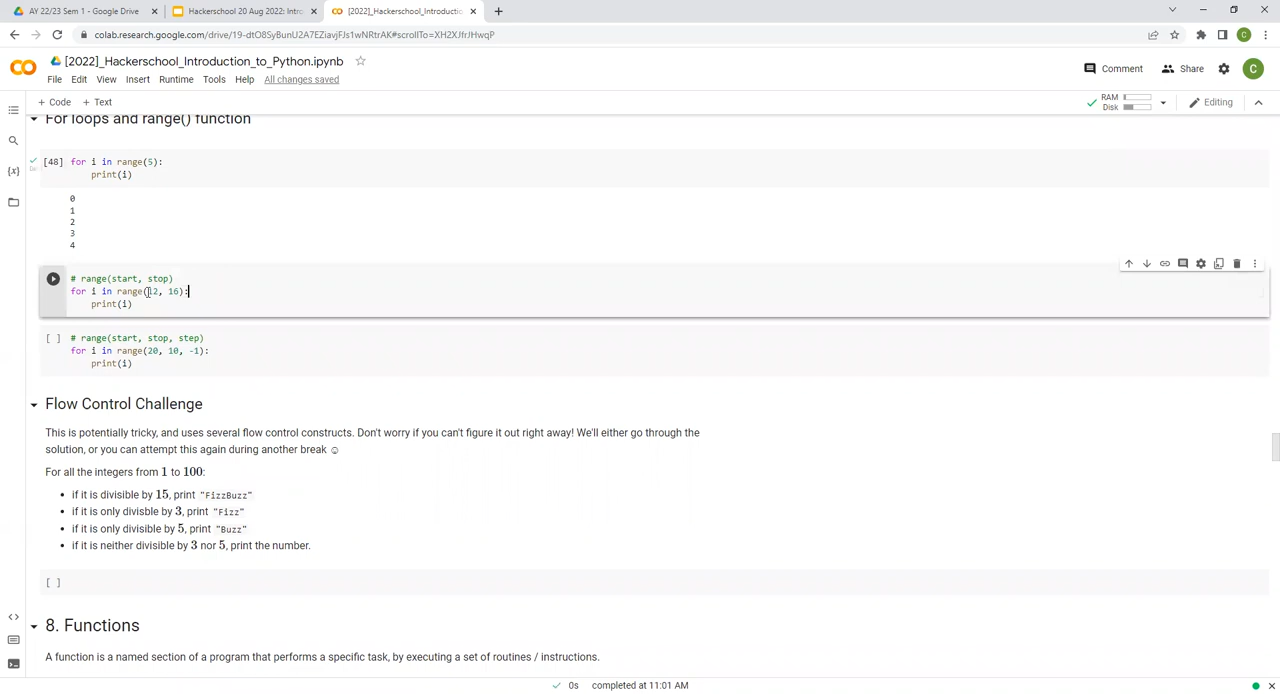 AY 22/23 Sem 1 - Google Drive
Hackerschool 20 Aug 2022: Intro
[2022]_Hackerschool_Introductio
colab.research.google.com/drive/19-dtO8SyBunU2A7EZiavjFJs1wNRtrAK#scrollTo=XH2XJfrJHwqP
[2022]_Hackerschool_Introduction_to_Python.ipynb
Comment
Share
C
File Edit View Insert Runtime Tools Help All changes saved
+ Code + Text
RAM
Disk
Editing
For loops and range() function
[48] for i in range(5):
print(i)
0
1
2
3
4
# range(start, stop)
for i in range(12, 16):
print(i)
[ ] # range(start, stop, step)
for i in range(20, 10, -1):
print(i)
Flow Control Challenge
This is potentially tricky, and uses several flow control constructs. Don't worry if you can't figure it out right away! We'll either go through the
solution, or you can attempt this again during another break ☺
For all the integers from 1 to 100:
• if it is divisible by 15, print "FizzBuzz"
• if it is only divisble by 3, print "Fizz"
• if it is only divisible by 5, print "Buzz"
• if it is neither divisible by 3 nor 5, print the number.
[ ]
8. Functions
A function is a named section of a program that performs a specific task, by executing a set of routines / instructions.
0s completed at 11:01 AM